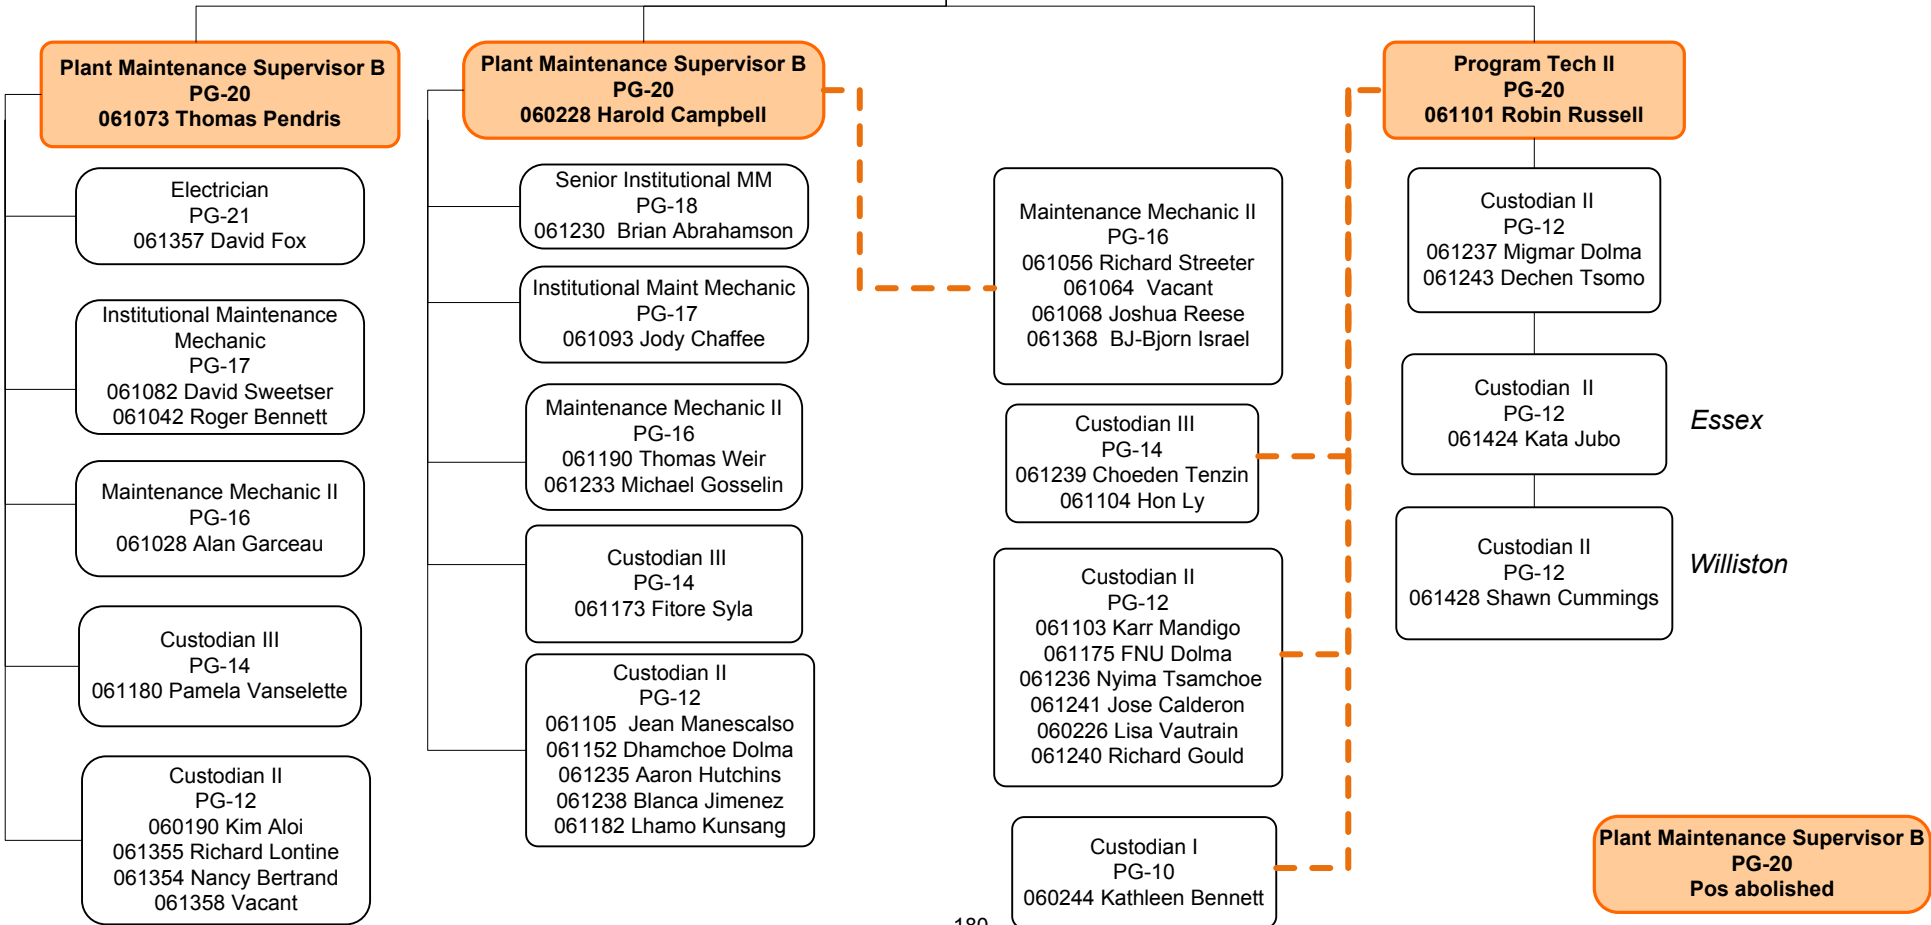 Plant Maintenance Supervisor B
PG-20
061073 Thomas Pendris
Electrician
PG-21
061357 David Fox
Institutional Maintenance
Mechanic
PG-17
061082 David Sweetser
061042 Roger Bennett
Maintenance Mechanic II
PG-16
061028 Alan Garceau
Custodian III
PG-14
061180 Pamela Vanselette
Custodian II
PG-12
060190 Kim Aloi
061355 Richard Lontine
061354 Nancy Bertrand
061358 Vacant
Plant Maintenance Supervisor B
PG-20
060228 Harold Campbell
Senior Institutional MM
PG-18
061230 Brian Abrahamson
Institutional Maint Mechanic
PG-17
061093 Jody Chaffee
Maintenance Mechanic II
PG-16
061190 Thomas Weir
061233 Michael Gosselin
Custodian III
PG-14
061173 Fitore Syla
Custodian II
PG-12
061105 Jean Manescalso
061152 Dhamchoe Dolma
061235 Aaron Hutchins
061238 Blanca Jimenez
061182 Lhamo Kunsang
Maintenance Mechanic II
PG-16
061056 Richard Streeter
061064 Vacant
061068 Joshua Reese
061368 BJ-Bjorn Israel
Custodian III
PG-14
061239 Choeden Tenzin
061104 Hon Ly
Custodian II
PG-12
061103 Karr Mandigo
061175 FNU Dolma
061236 Nyima Tsamchoe
061241 Jose Calderon
060226 Lisa Vautrain
061240 Richard Gould
Custodian I
PG-10
060244 Kathleen Bennett
Program Tech II
PG-20
061101 Robin Russell
Custodian II
PG-12
061237 Migmar Dolma
061243 Dechen Tsomo
Custodian II
PG-12
061424 Kata Jubo
Essex
Custodian II
PG-12
061428 Shawn Cummings
Williston
Plant Maintenance Supervisor B
PG-20
Pos abolished
180